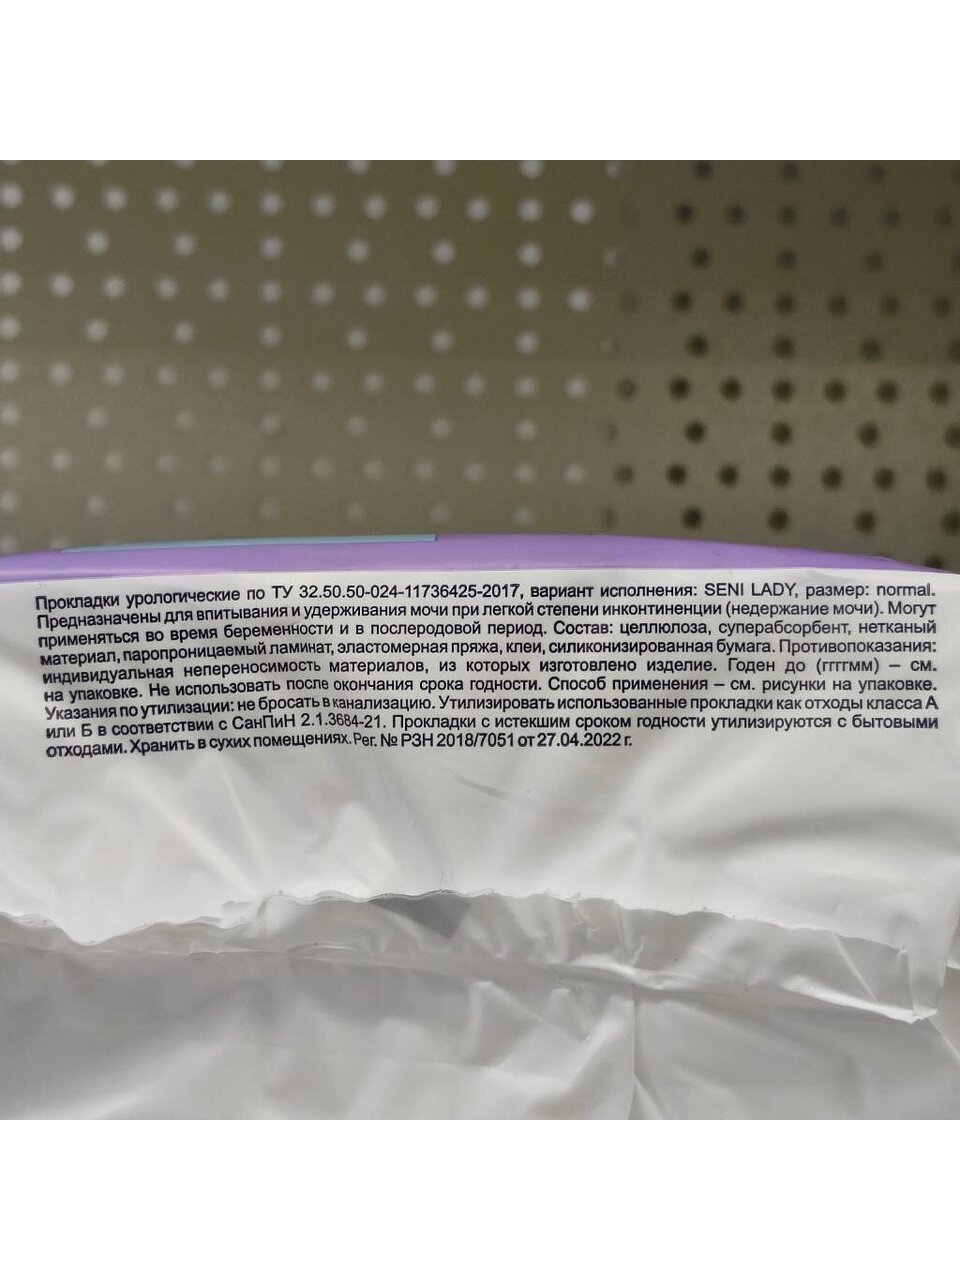 Прокладки урологические по ТУ 32.50.50-024-11736425-2017, вариант исполнения: SENI LADY, размер: normal.
Предназначены для впитывания и удерживания мочи при легкой степени инконтиненции (недержание мочи). Могут
применяться во время беременности и в послеродовой период. Состав: целлюлоза, суперабсорбент, нетканый
материал, паропроницаемый ламинат, эластомерная пряжа, клеи, силиконизированная бумага. Противопоказания:
индивидуальная непереносимость материалов, из которых изготовлено изделие. Годен до (ггггмм) – см.
на упаковке. Не использовать после окончания срока годности. Способ применения – см. рисунки на упаковке.
Указания по утилизации: не бросать в канализацию. Утилизировать использованные прокладки как отходы класса А
или Б в соответствии с СанПиН 2.1.3684-21. Прокладки с истекшим сроком годности утилизируются с бытовыми
отходами. Хранить в сухих помещениях. Рег. № РЗН 2018/7051 от 27.04.2022 г.